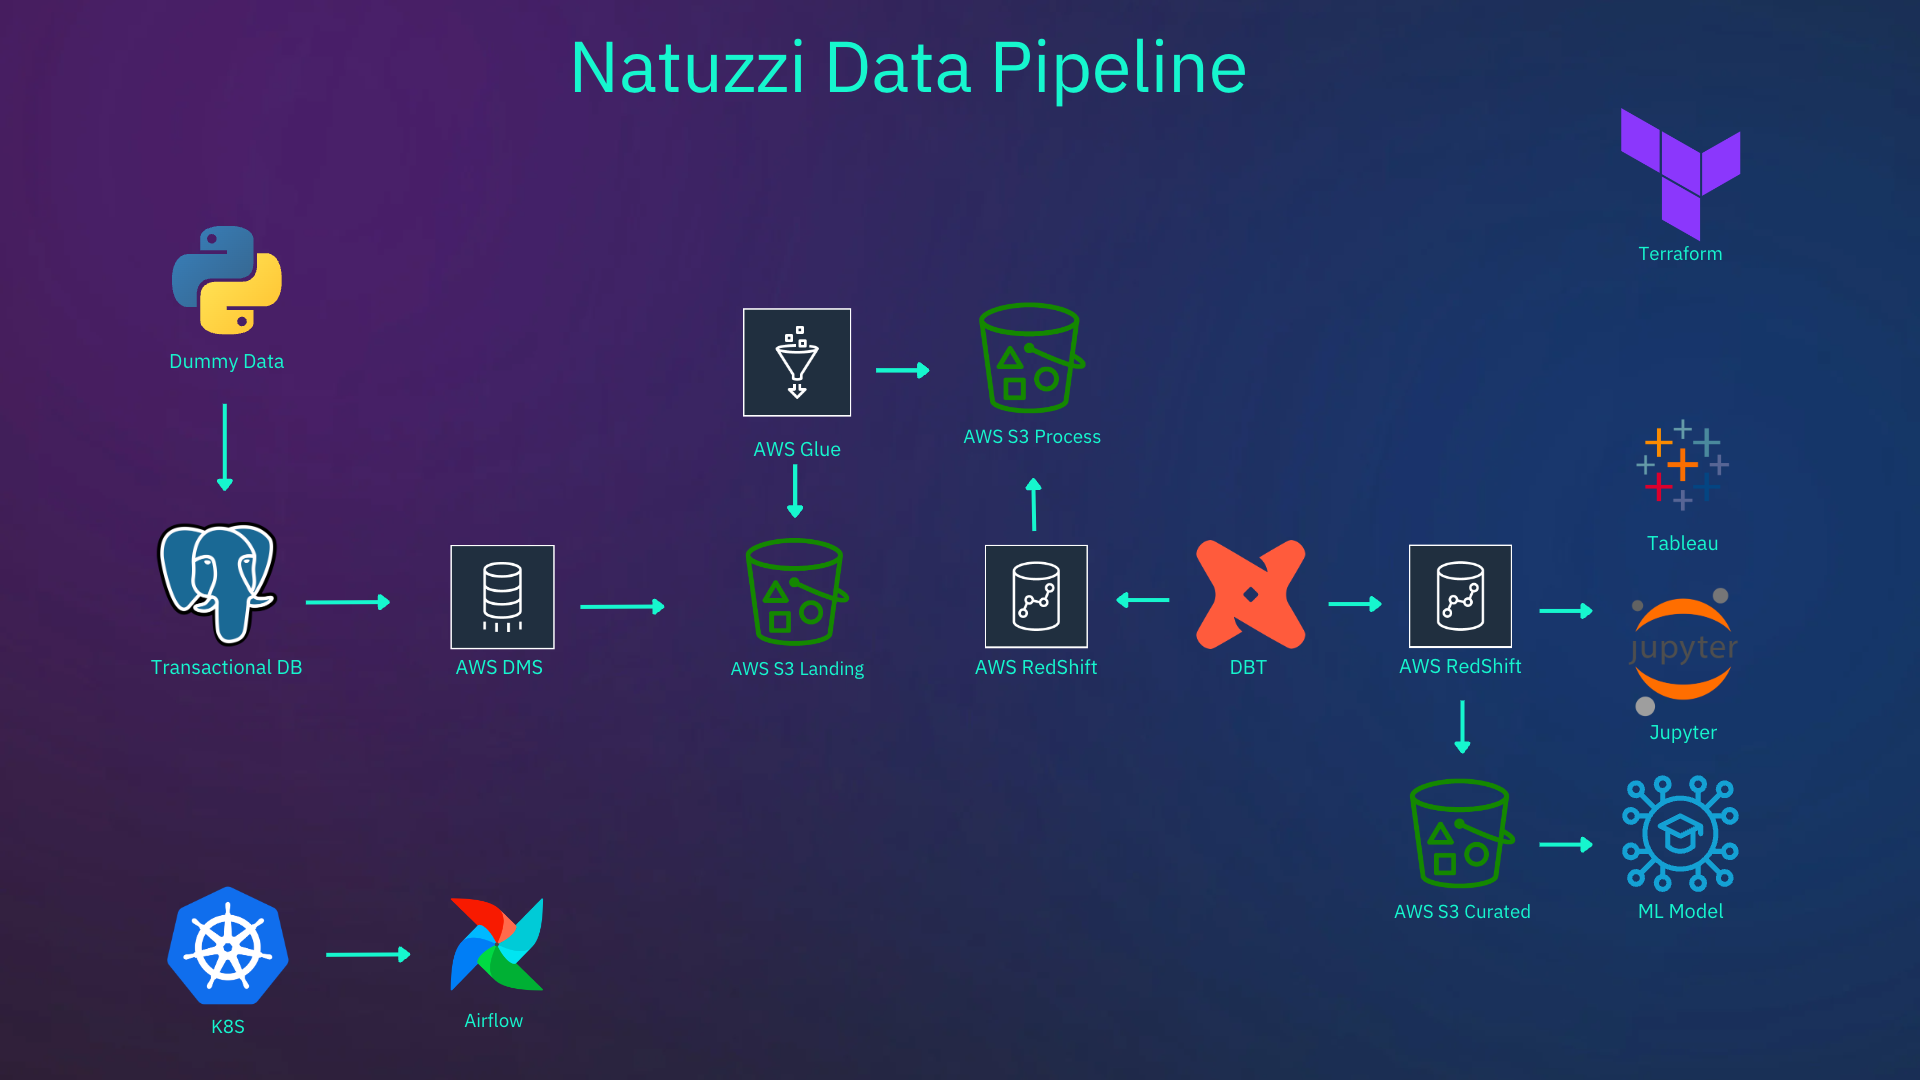 Natuzzi Data Pipeline
Terraform
Dummy Data
AWS Glue
AWS S3 Process
Tableau
Transactional DB
AWS DMS
AWS S3 Landing
AWS RedShift
DBT
AWS RedShift
jupyter
Jupyter
AWS S3 Curated
ML Model
K8S
Airflow